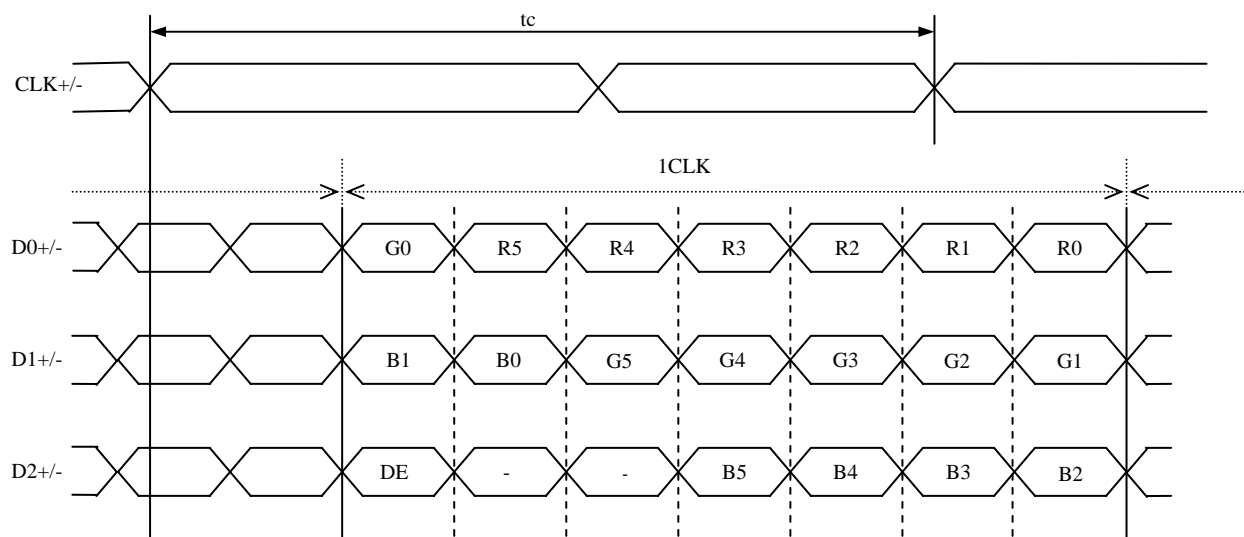 tc
CLK+/-
1CLK
D0+/- G0 R5 R4 R3 R2 R1 R0
D1+/- B1 B0 G5 G4 G3 G2 G1
D2+/- DE - - B5 B4 B3 B2